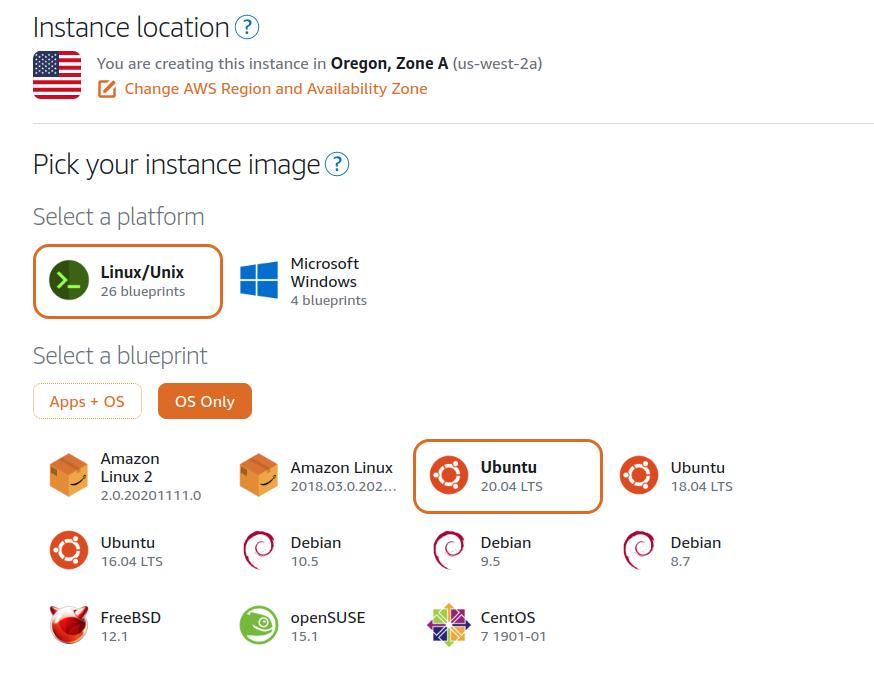 Instance location ?
You are creating this instance in Oregon, Zone A (us-west-2a)
Change AWS Region and Availability Zone
Pick your instance image ?
Select a platform
Linux/Unix
26 blueprints
Microsoft
Windows
4 blueprints
Select a blueprint
Apps + OS
OS Only
Amazon
Linux 2
2.0.20201111.0
Amazon Linux
2018.03.0.202...
Ubuntu
20.04 LTS
Ubuntu
18.04 LTS
Ubuntu
16.04 LTS
Debian
10.5
Debian
9.5
Debian
8.7
FreeBSD
12.1
openSUSE
15.1
CentOS
7 1901-01